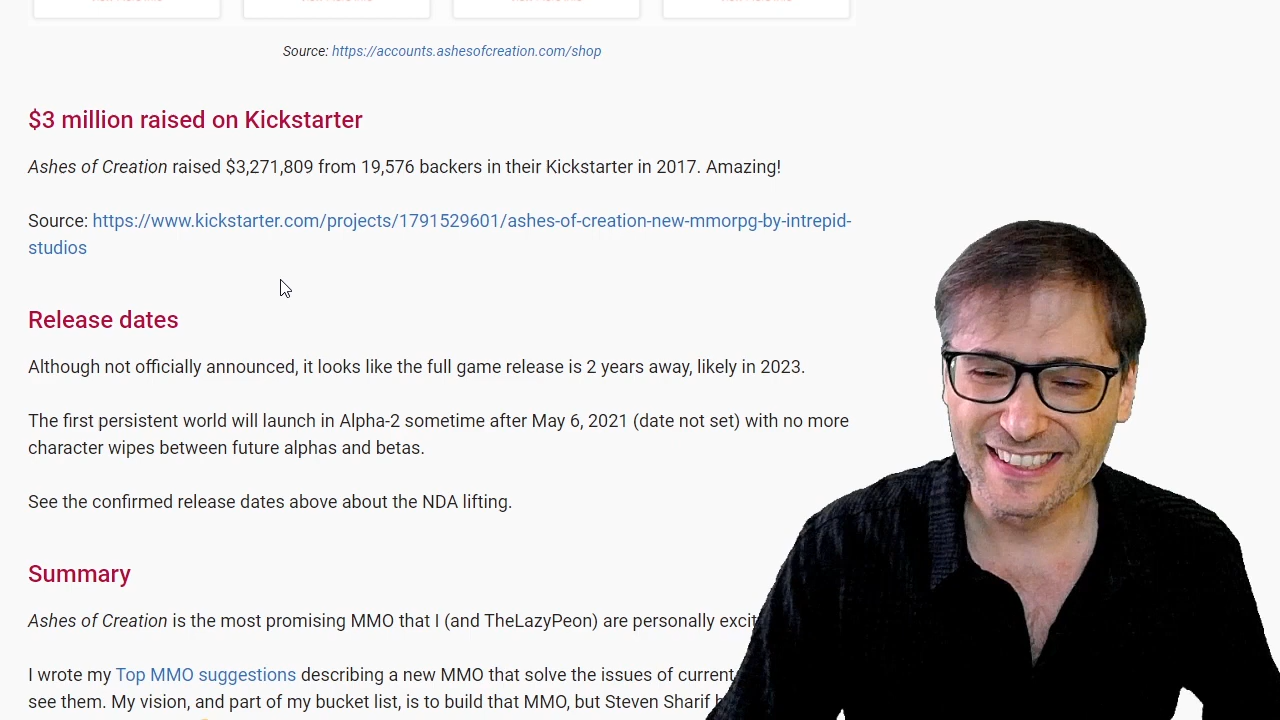 Source: https://accounts.ashesofcreation.com/shop
$3 million raised on Kickstarter
Ashes of Creation raised $3,271,809 from 19,576 backers in their Kickstarter in 2017. Amazing!
Source: https://www.kickstarter.com/projects/1791529601/ashes-of-creation-new-mmorpg-by-intrepid-
studios
Release dates
Although not officially announced, it looks like the full game release is 2 years away, likely in 2023.
The first persistent world will launch in Alpha-2 sometime after May 6, 2021 (date not set) with no more
character wipes between future alphas and betas.
See the confirmed release dates above about the NDA lifting.
Summary
Ashes of Creation is the most promising MMO that I (and TheLazyPeon) are personally
I wrote my Top MMO suggestions describing a new MMO that solve the issues of current
see them. My vision, and part of my bucket list, is to build that MMO, but Steven Sharif